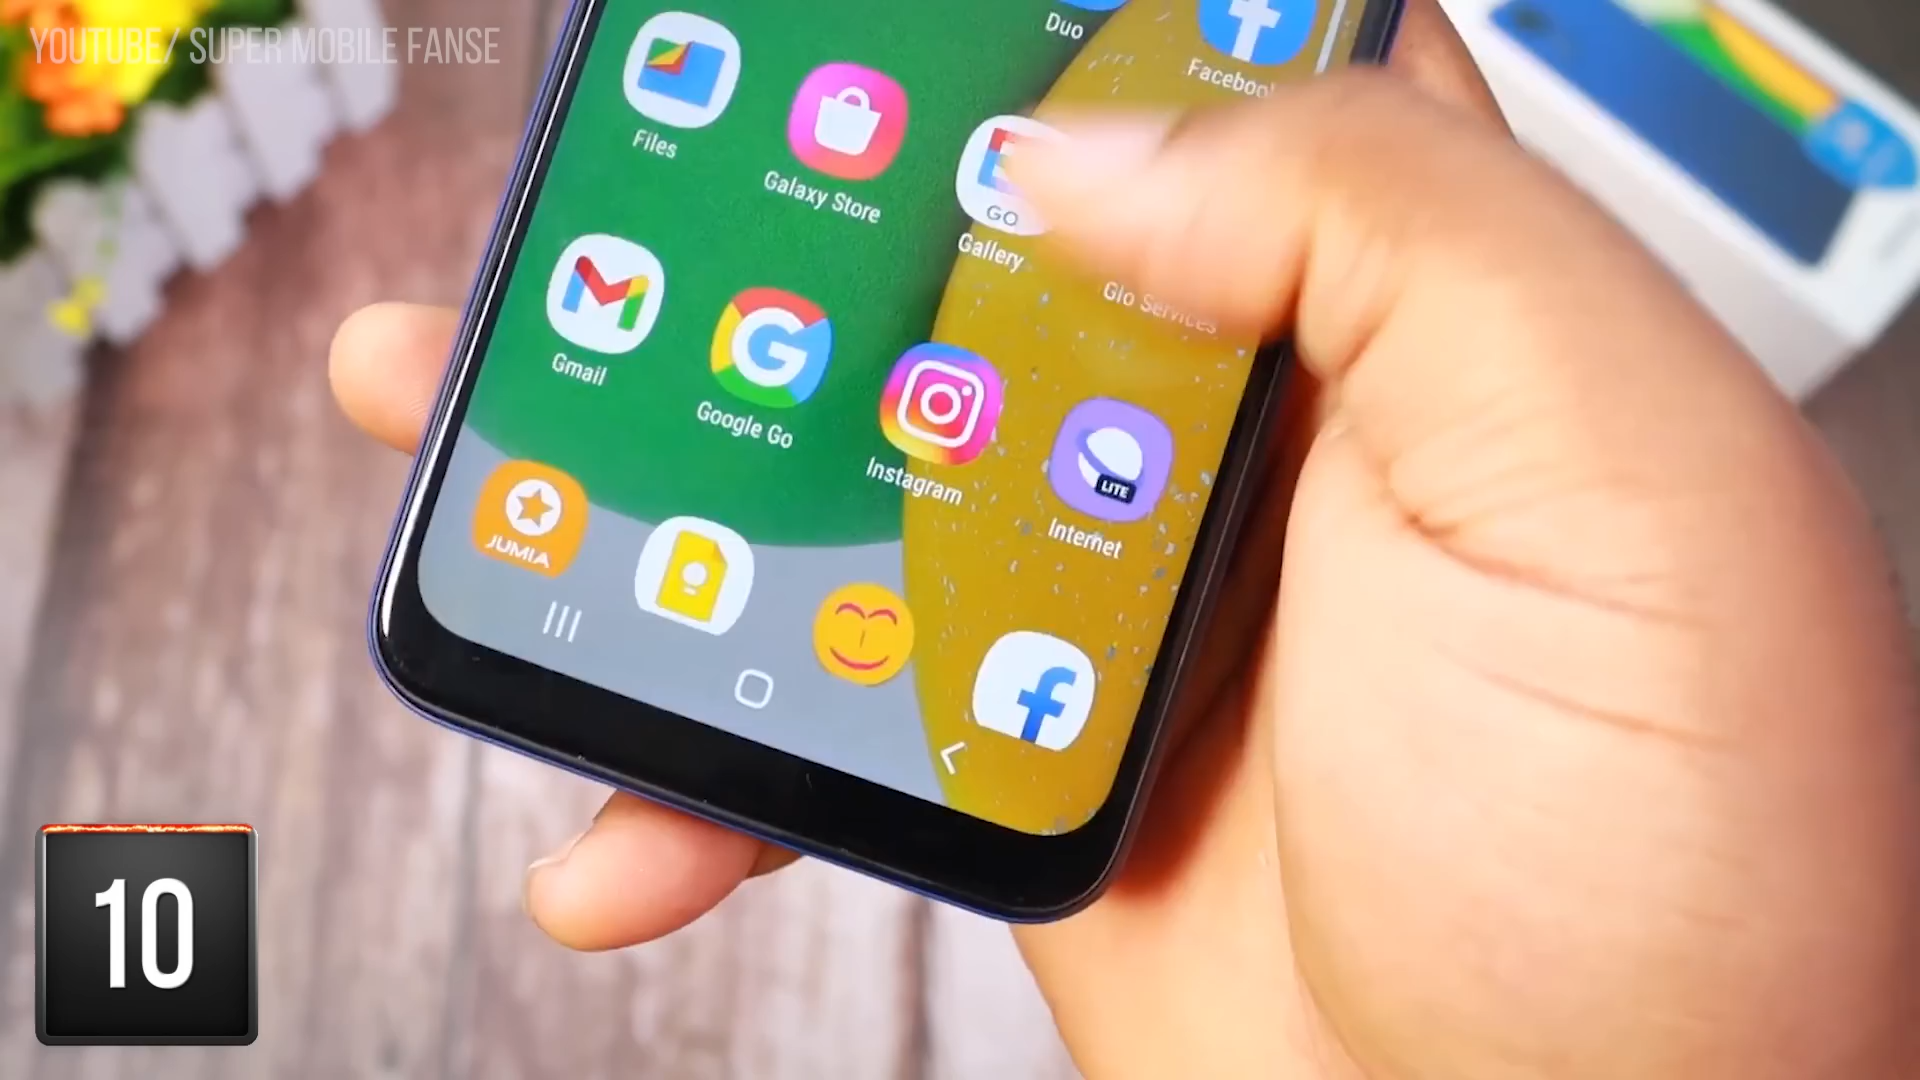 YOUTUBE/ SUPER MOBILE FANSE
Duo
Facebook
Files
Galaxy Store
GO
Gallery
Glo Services
Gmail
Google Go
Instagram
LITE
Internet
JUMIA
10